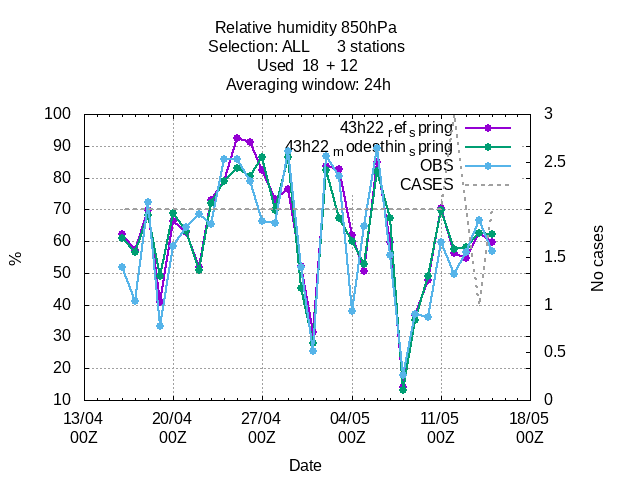 Relative humidity 850hPa
Selection: ALL 3 stations
Used 18 + 12
Averaging window: 24h
100
90
80
70
60
50
40
30
20
10
3
2.5
2
1.5
1
0.5
0
43h22 refspring
43h22 modesthinspring
OBS
CASES
%
No cases
13/04 20/04 27/04 04/05 11/05 18/05
00Z 00Z 00Z 00Z 00Z 00Z
Date